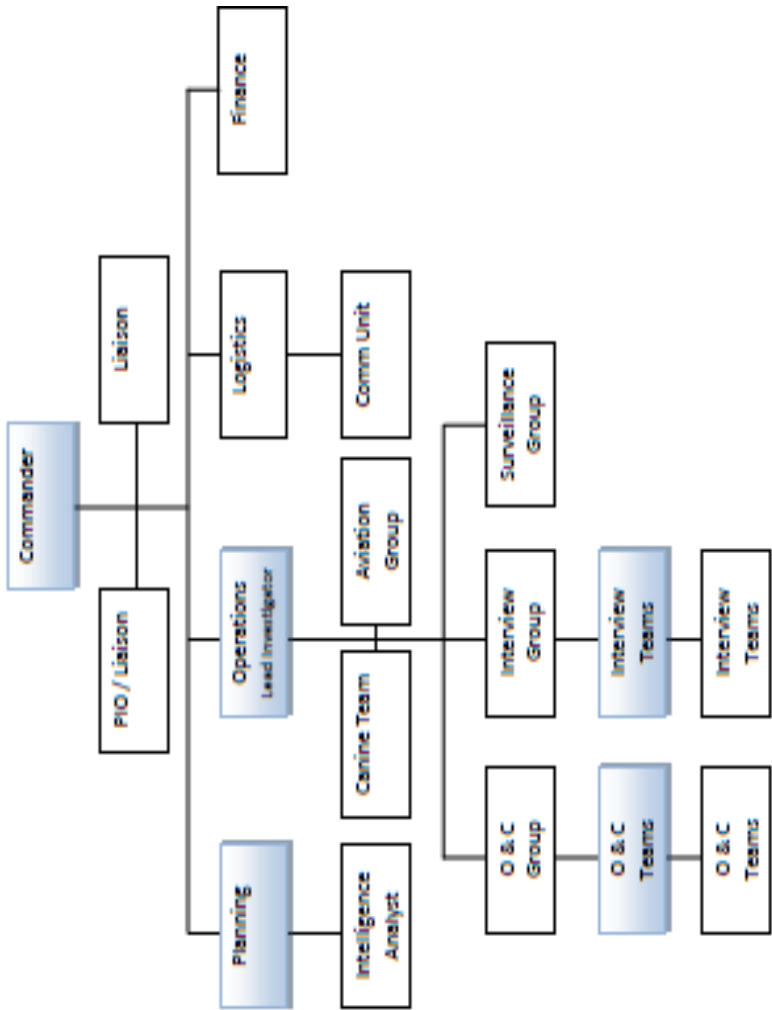 Commander
PIO / Liaison
Liaison
Planning
Operations
Lead Investigator
Logistics
Finance
Intelligence
Analyst
Canine Team
Aviation
Group
Comm Unit
O & C
Group
Interview
Group
Surveillance
Group
O & C
Teams
Interview
Teams
O & C
Teams
Interview
Teams